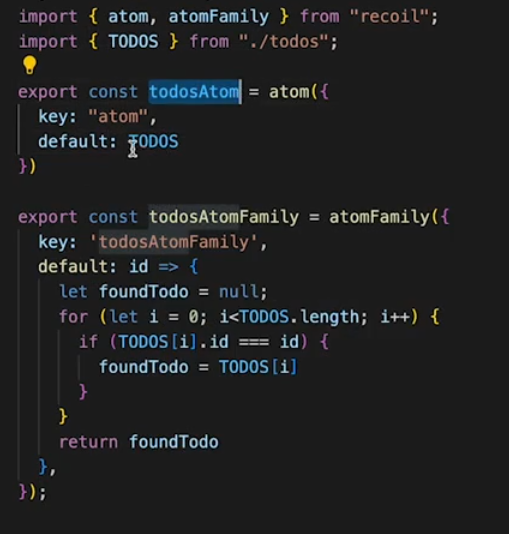 import { atom, atomFamily } from "recoil";
import { TODOS } from "./todos";
export const todosAtom = atom({
  key: "atom",
  default: TODOS
})
export const todosAtomFamily = atomFamily({
  key: 'todosAtomFamily',
  default: id => {
    let foundTodo = null;
    for (let i = 0; i<TODOS.length; i++) {
      if (TODOS[i].id === id) {
        foundTodo = TODOS[i]
      }
    }
    return foundTodo
  },
});